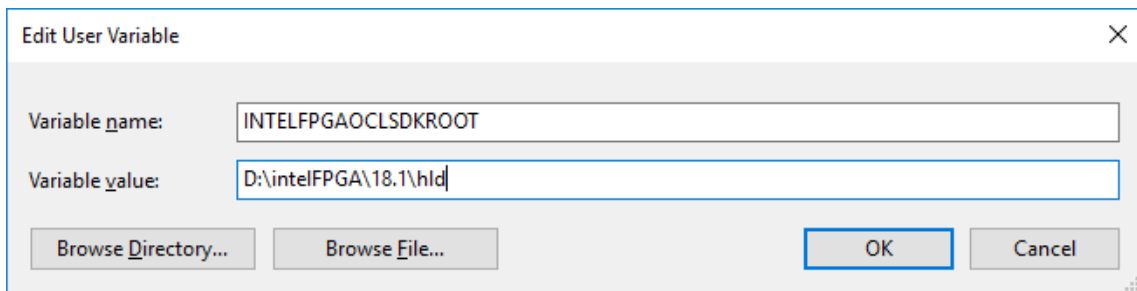 Edit User Variable
Variable name: INTELFPGAOCLSDKROOT
Variable value: D:\intelFPGA\18.1\hld
Browse Directory... Browse File... OK Cancel